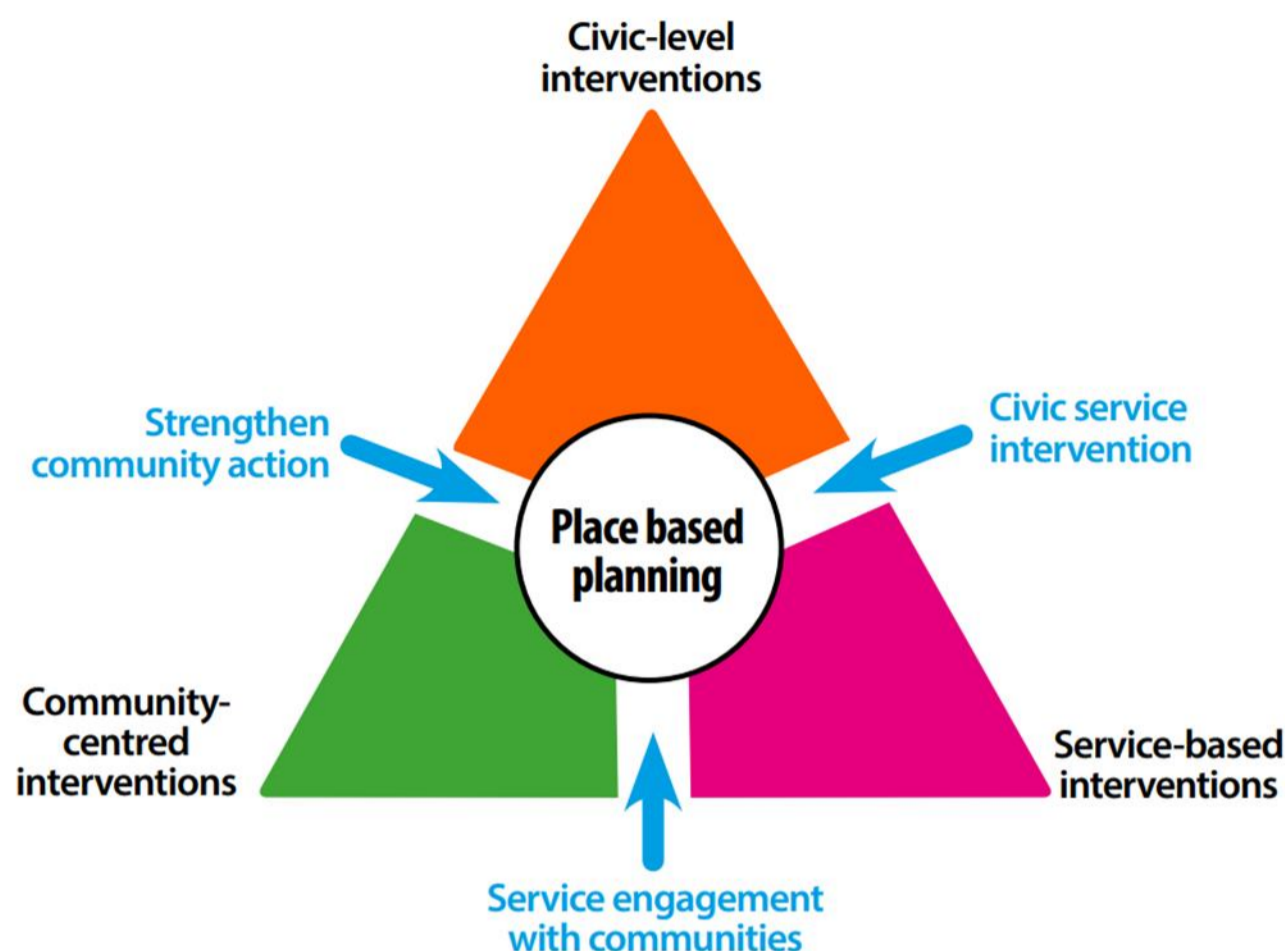 Civic-level
interventions
Strengthen
community action
Civic service
intervention
Place based
planning
Community-
centred
interventions
Service-based
interventions
Service engagement
with communities